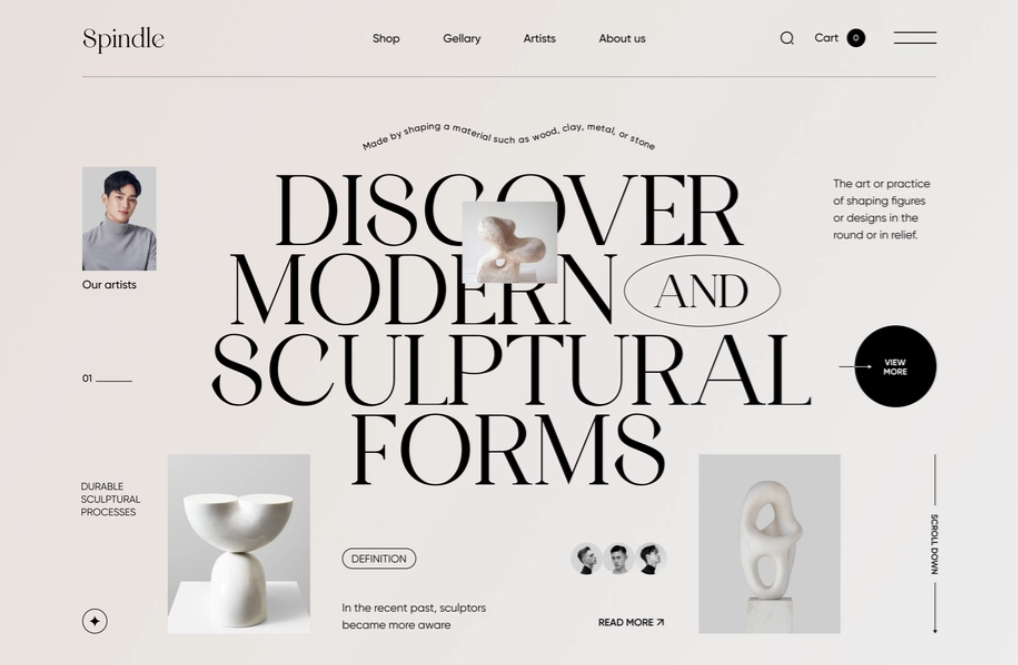 Spindle
Shop
Gellary
Artists
About us
Cart
0
Made by shaping a material such as wood, clay, metal, or stone
DISCOVER
MODERN AND
SCULPTURAL
FORMS
Our artists
The art or practice
of shaping figures
or designs in the
round or in relief.
01
VIEW
MORE
DURABLE
SCULPTURAL
PROCESSES
DEFINITION
In the recent past, sculptors
became more aware
READ MORE
SCROLL DOWN